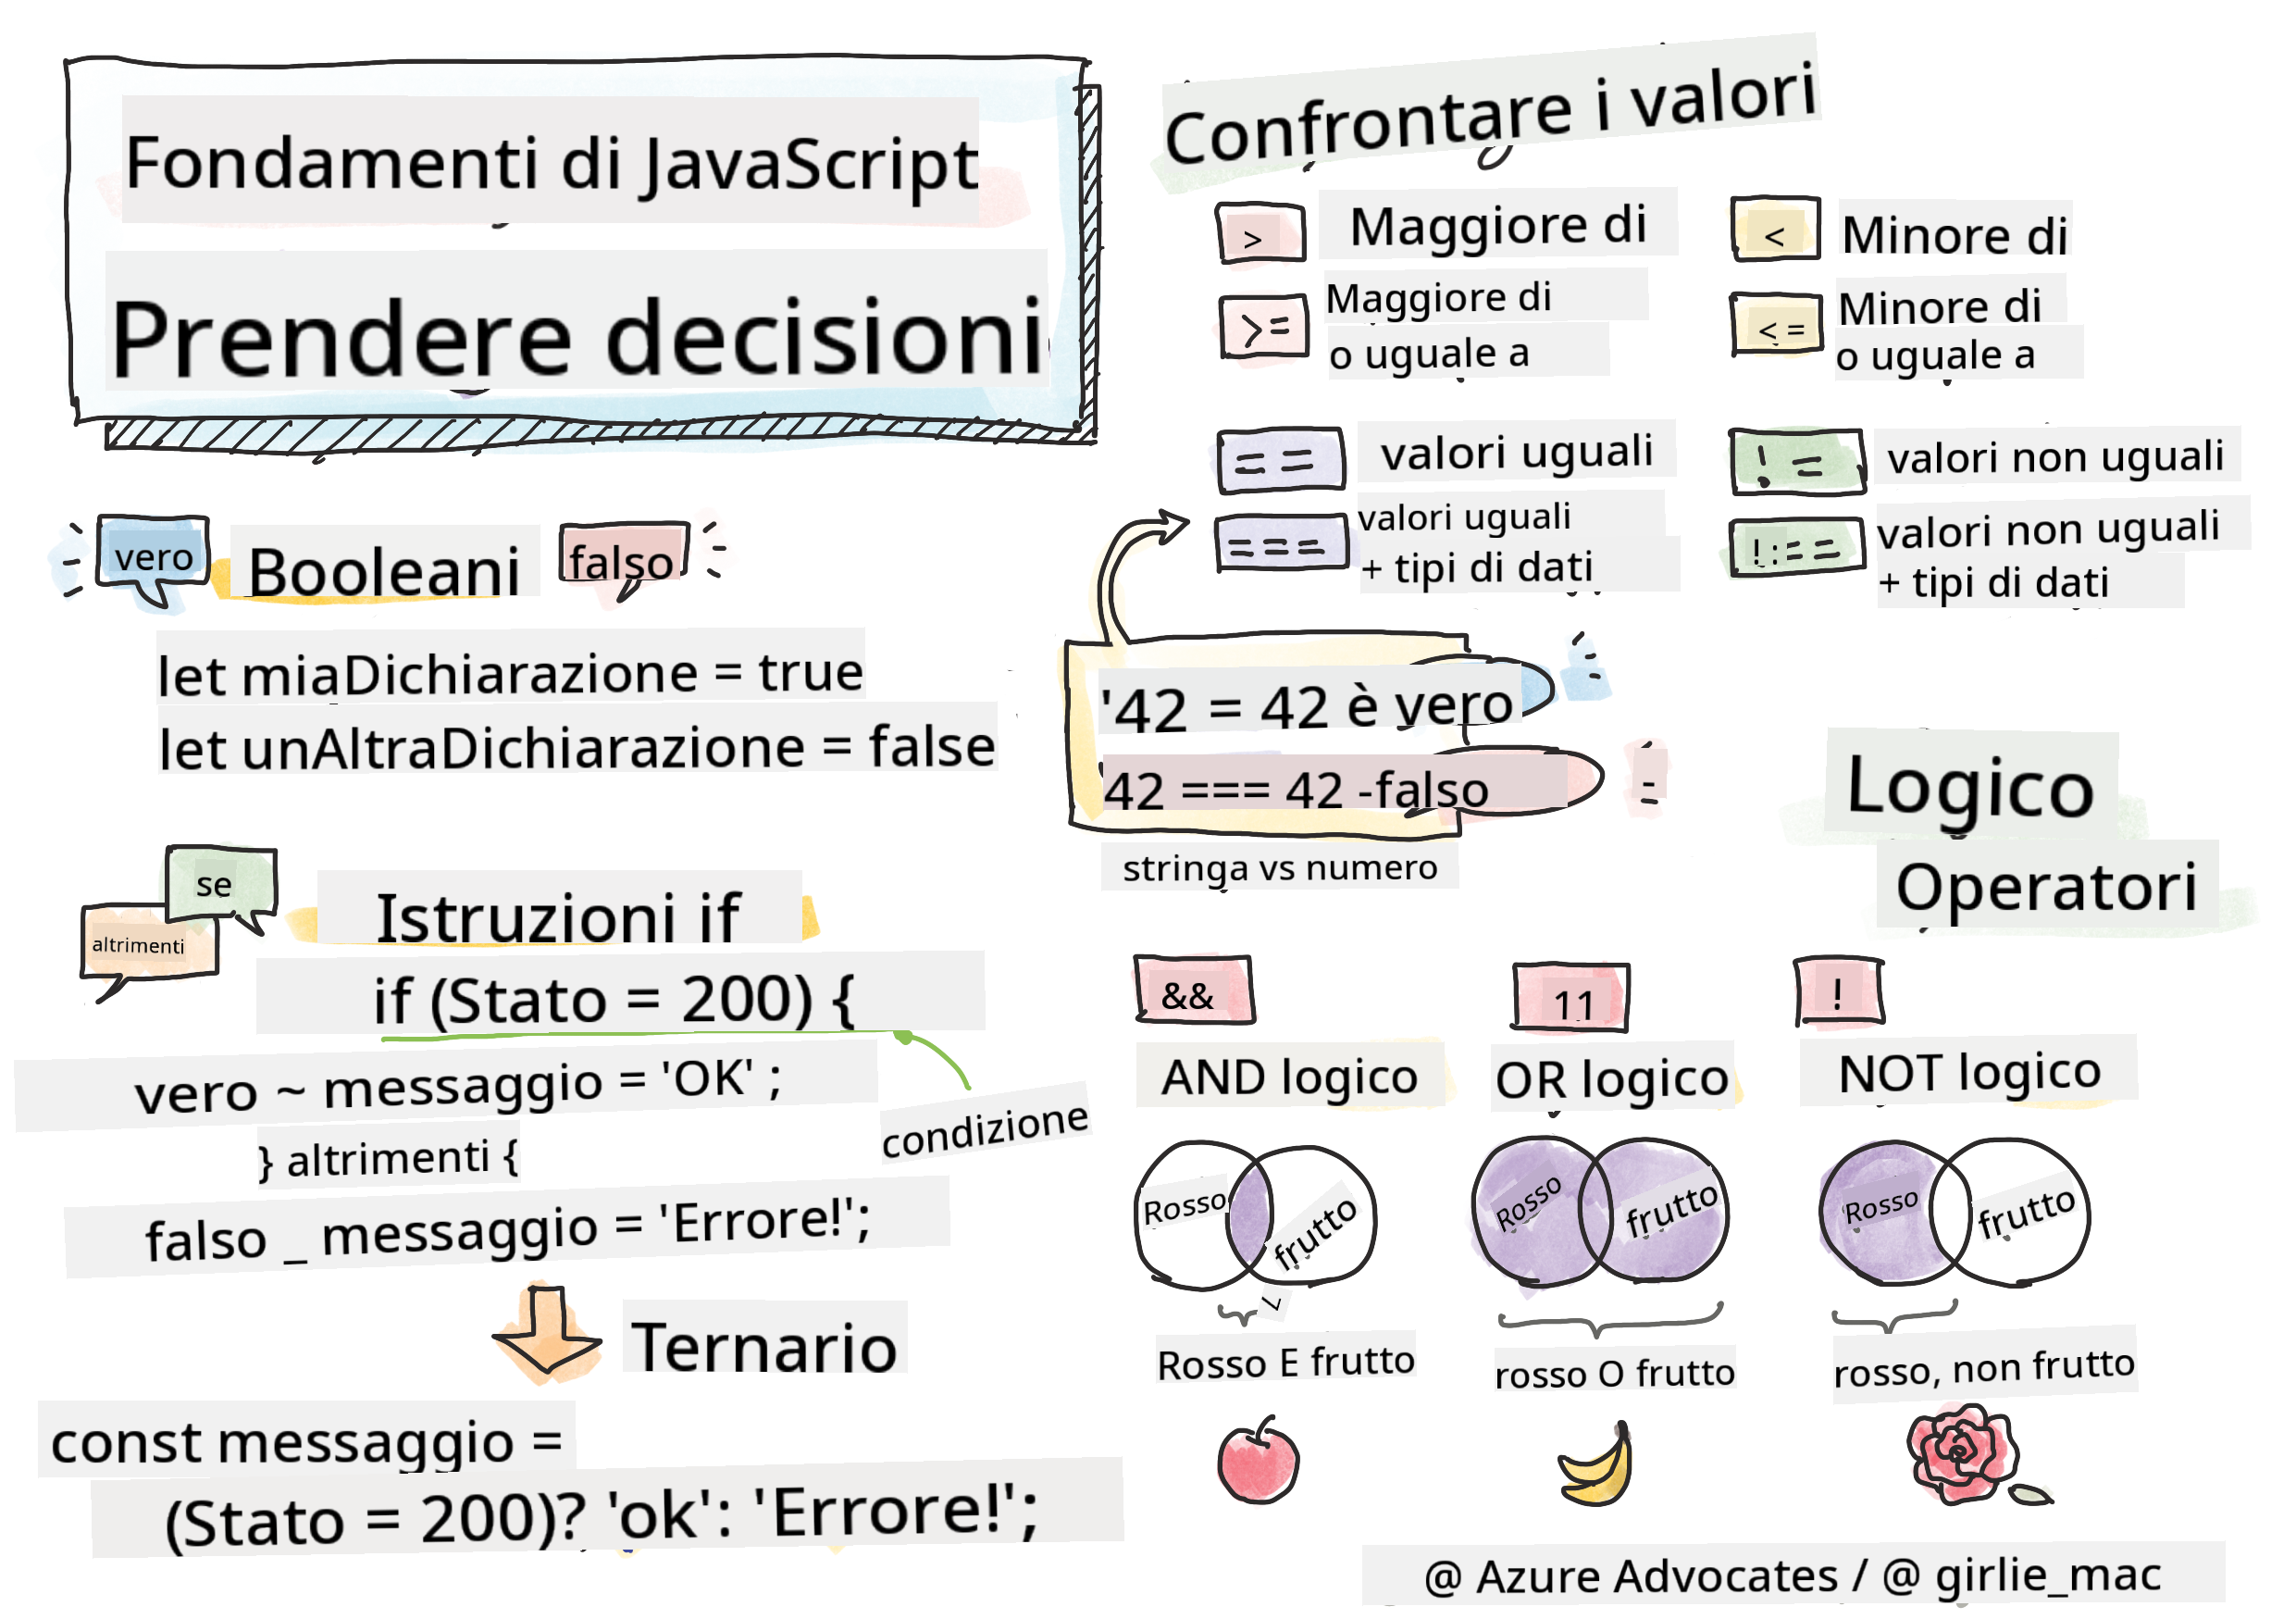 Fondamenti di JavaScript
Prendere decisioni
vero
Booleani
falso
let miaDichiarazione = true
let unAltraDichiarazione = false
se
altrimenti
Istruzioni if
if (Stato = 200) {
vero ~ messaggio = 'OK' ;
condizione
} altrimenti {
falso _ messaggio = 'Errore!';
Ternario
const messaggio =
(Stato = 200)? 'ok': 'Errore!';
Confrontare i valori
> Maggiore di
< Minore di
>= Maggiore di
o uguale a
<= Minore di
o uguale a
== valori uguali
!= valori non uguali
=== valori uguali
+ tipi di dati
!:== valori non uguali
+ tipi di dati
'42 = 42 è vero
42 === 42 -falso
-
stringa vs numero
Logico
Operatori
&&
11
!
AND logico
OR logico
NOT logico
Rosso
frutto
Rosso
frutto
Rosso
frutto
Rosso E frutto
rosso O frutto
rosso, non frutto
@ Azure Advocates / @ girlie_mac